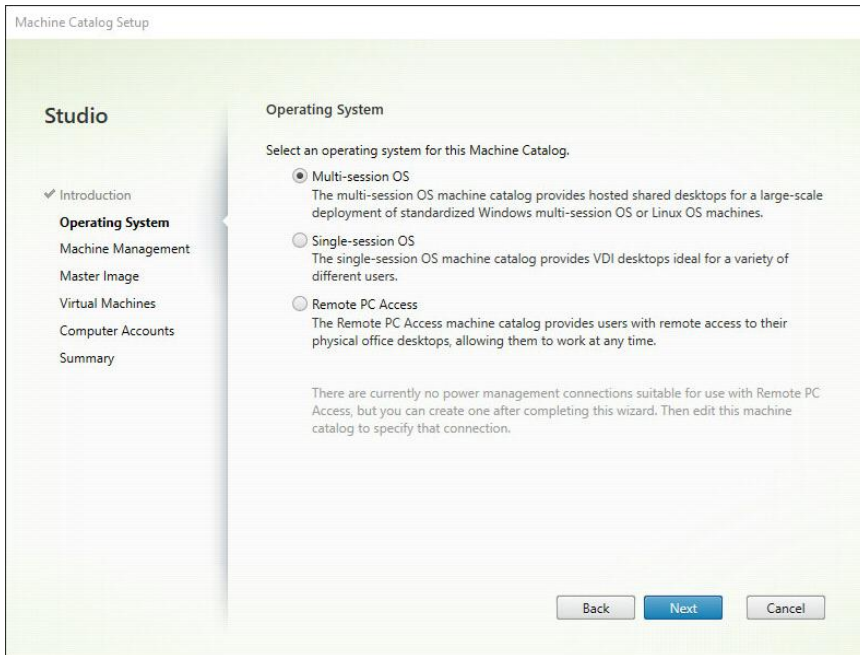 Machine Catalog Setup
Studio
Introduction
Operating System
Machine Management
Master Image
Virtual Machines
Computer Accounts
Summary
Operating System
Select an operating system for this Machine Catalog.
Multi-session OS
The multi-session OS machine catalog provides hosted shared desktops for a large-scale
deployment of standardized Windows multi-session OS or Linux OS machines.
Single-session OS
The single-session OS machine catalog provides VDI desktops ideal for a variety of
different users.
Remote PC Access
The Remote PC Access machine catalog provides users with remote access to their
physical office desktops, allowing them to work at any time.
There are currently no power management connections suitable for use with Remote PC
Access, but you can create one after completing this wizard. Then edit this machine
catalog to specify that connection.
Back
Next
Cancel